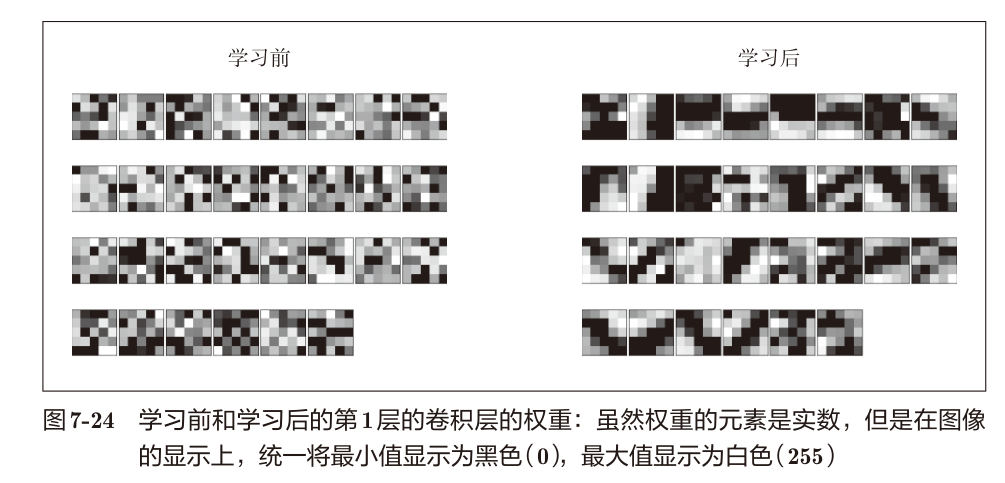 学习前
学习后
图7-24 学习前和学习后的第1层的卷积层的权重：虽然权重的元素是实数，但是在图像
的显示上，统一将最小值显示为黑色（0），最大值显示为白色（255）